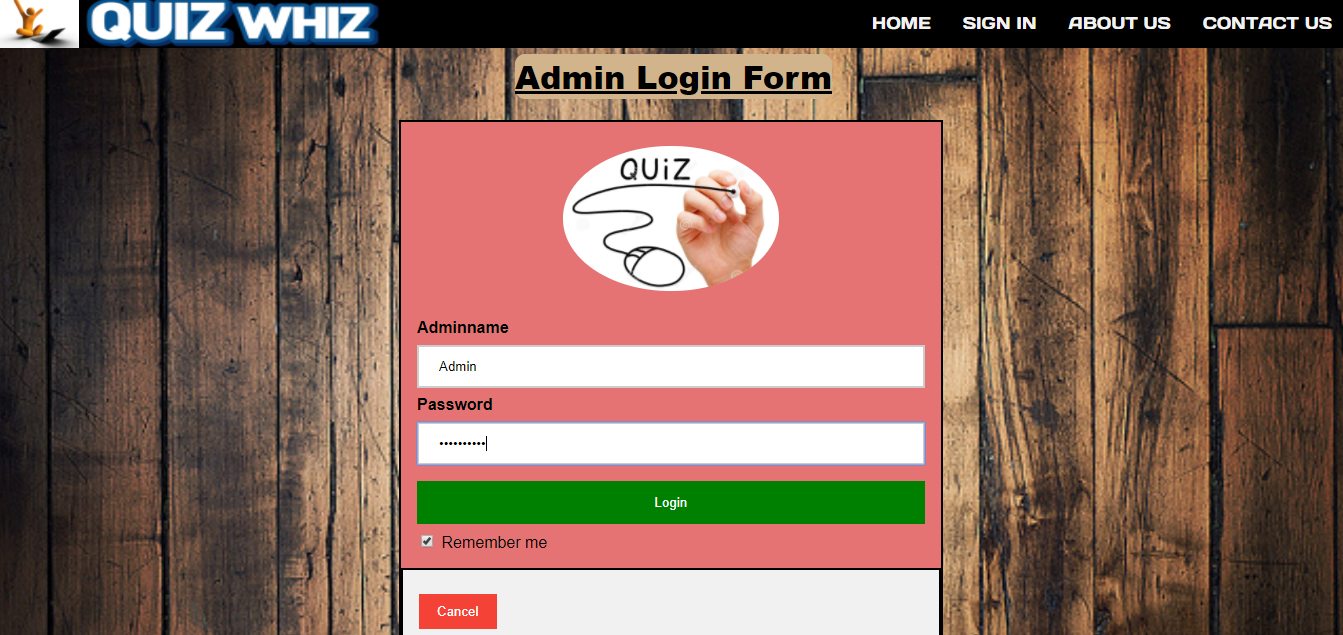 QUIZ WHIZ
HOME SIGN IN ABOUT US CONTACT US
Admin Login Form
QUiZ
Adminname
Admin
Password
••••••••••
Login
Remember me
Cancel